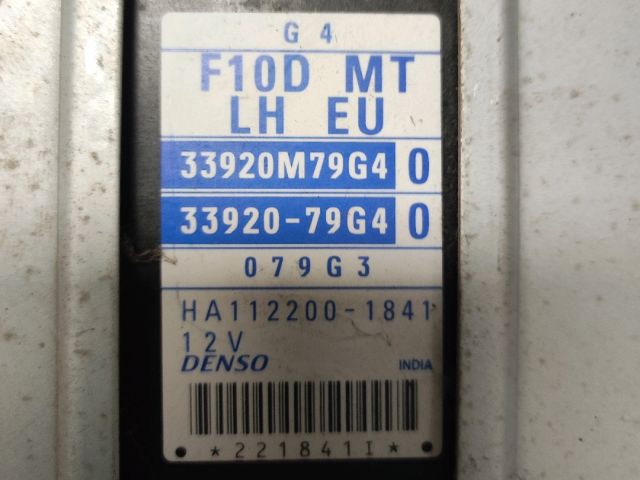 G 4
F10D MT
LH EU
33920M79G4 0
33920-79G4 0
079G3
HA112200-1841
12V
DENSO INDIA
*221841I*